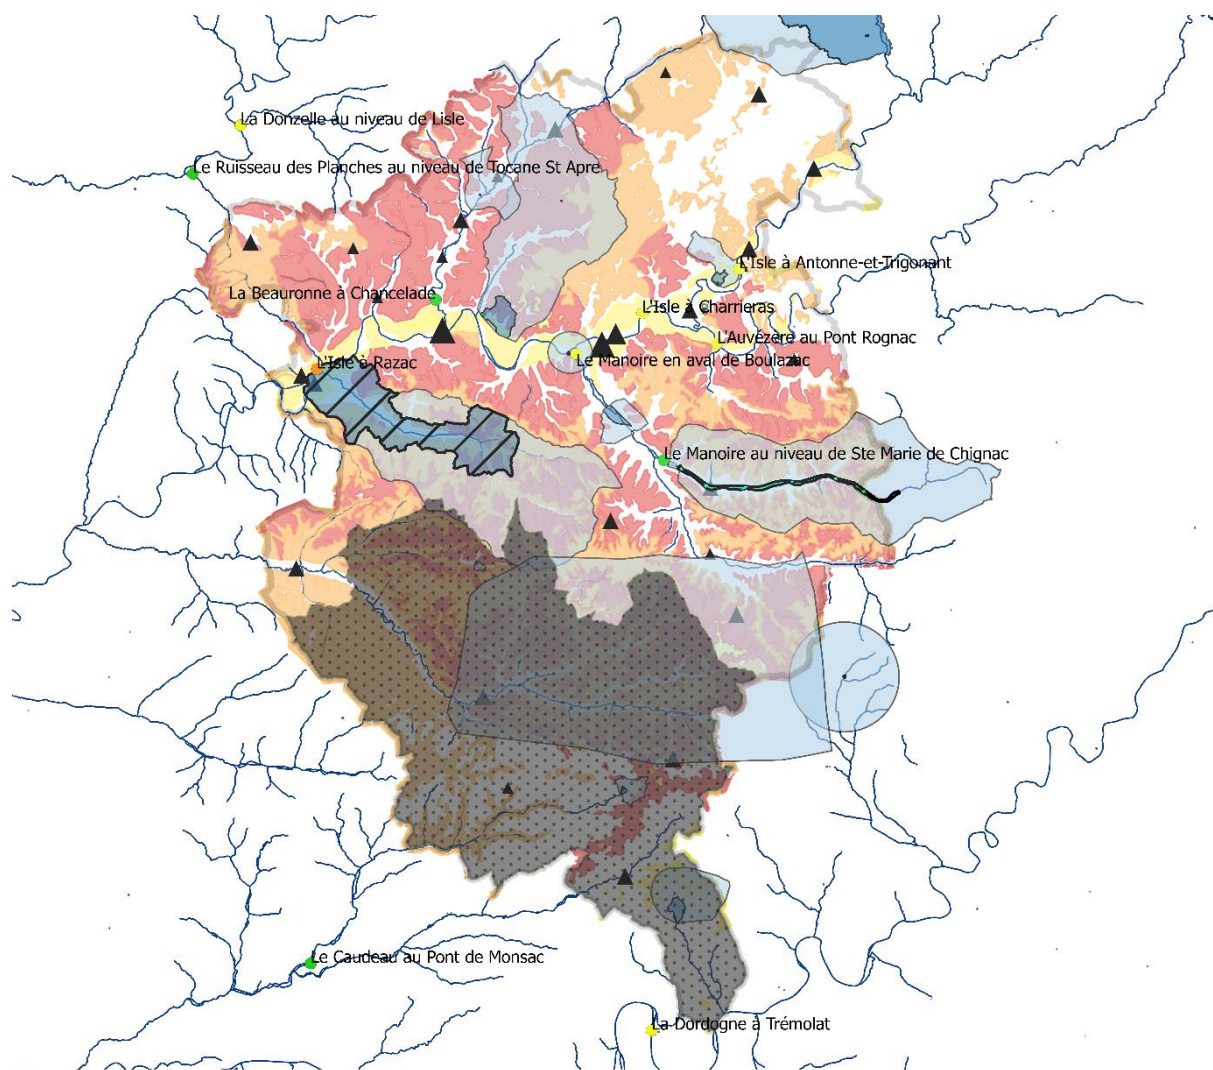 La Donzelle au niveau de Lisle
Le Ruisseau des Planches au niveau de Tocane St Apre
L'Isle à Antonne-et-Trigonant
La Beauronne à Chancelade
L'Isle à Charrieras
L'Auvézère au Pont Rognac
Le Manoire en aval de Boulazac
L'Isle à Razac
Le Manoire au niveau de Ste Marie de Chignac
Le Caudeau au Pont de Monsac
La Dordogne à Trémolat